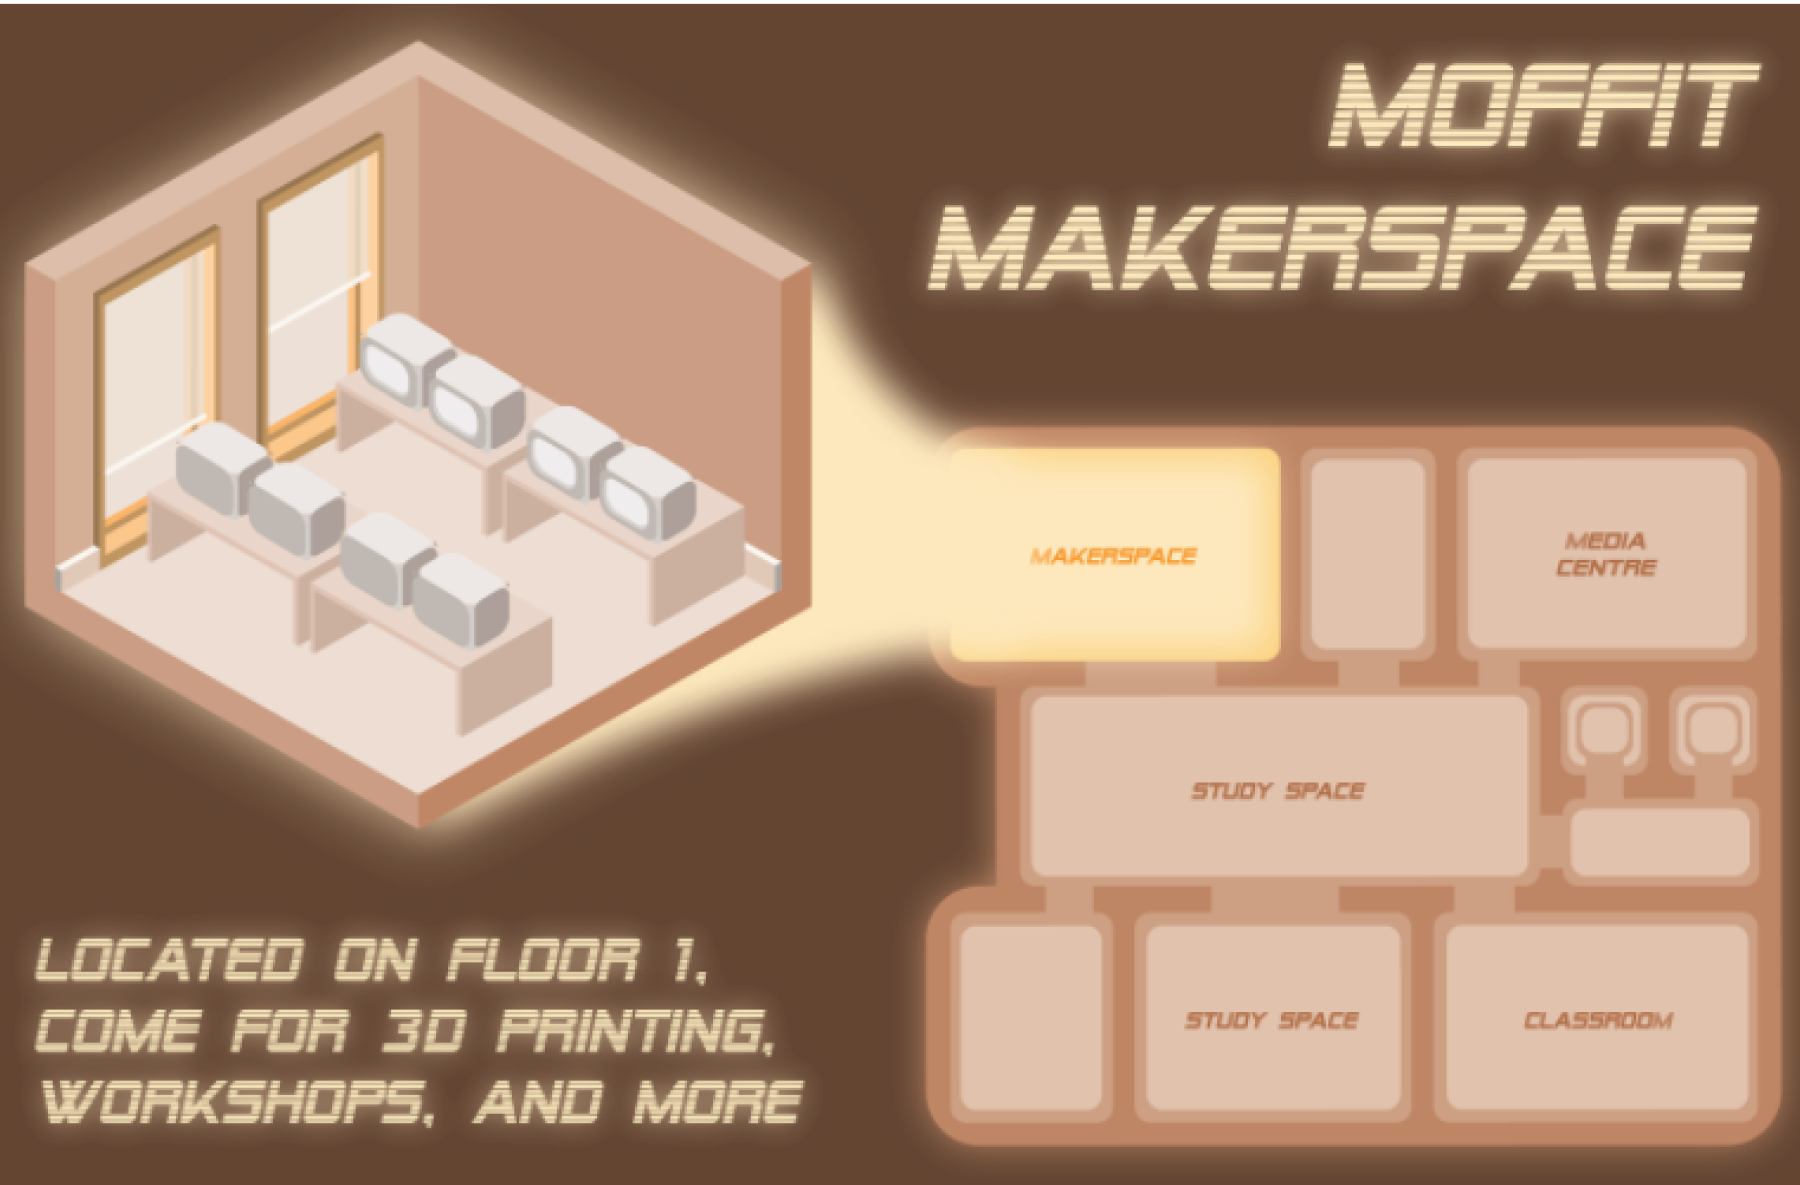 MOFFIT
MAKERSPACE
MAKERSPACE
MEDIA
CENTRE
STUDY SPACE
STUDY SPACE
CLASSROOM
LOCATED ON FLOOR 1,
COME FOR 3D PRINTING,
WORKSHOPS, AND MORE